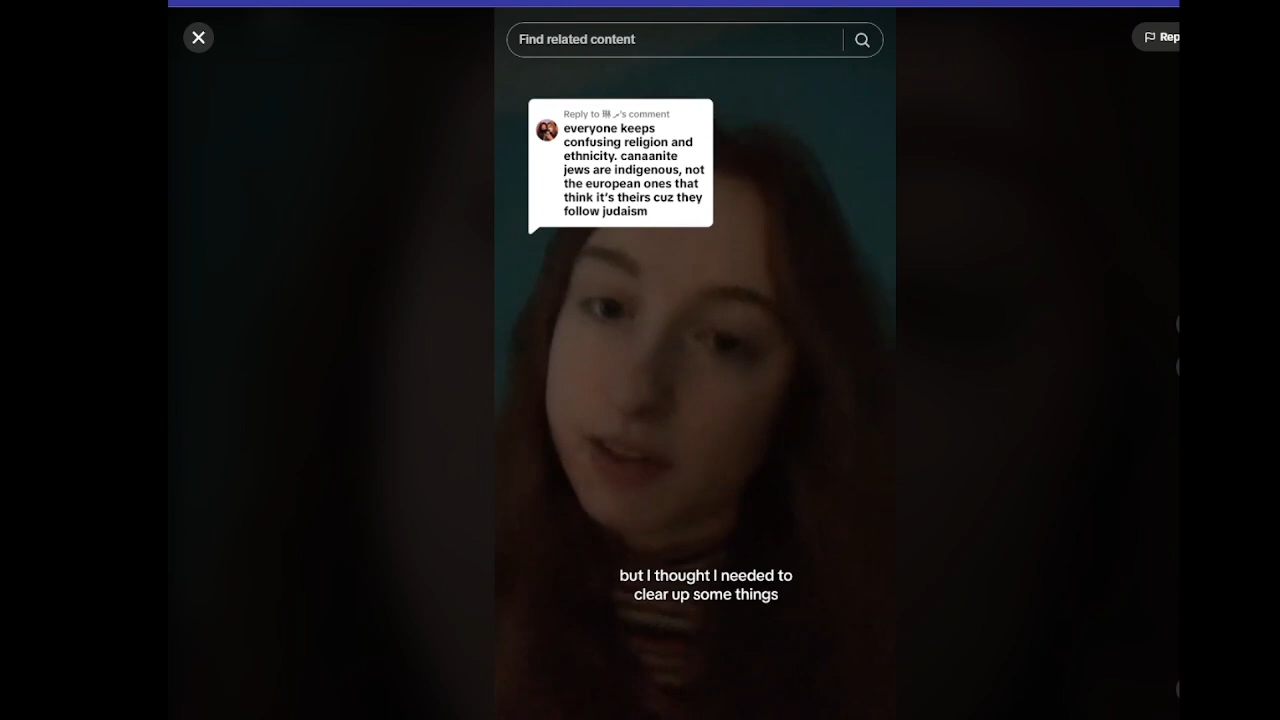 Find related content
Rep
Reply to 琳's comment
everyone keeps
confusing religion and
ethnicity. canaanite
jews are indigenous, not
the european ones that
think it's theirs cuz they
follow judaism
but I thought I needed to
clear up some things